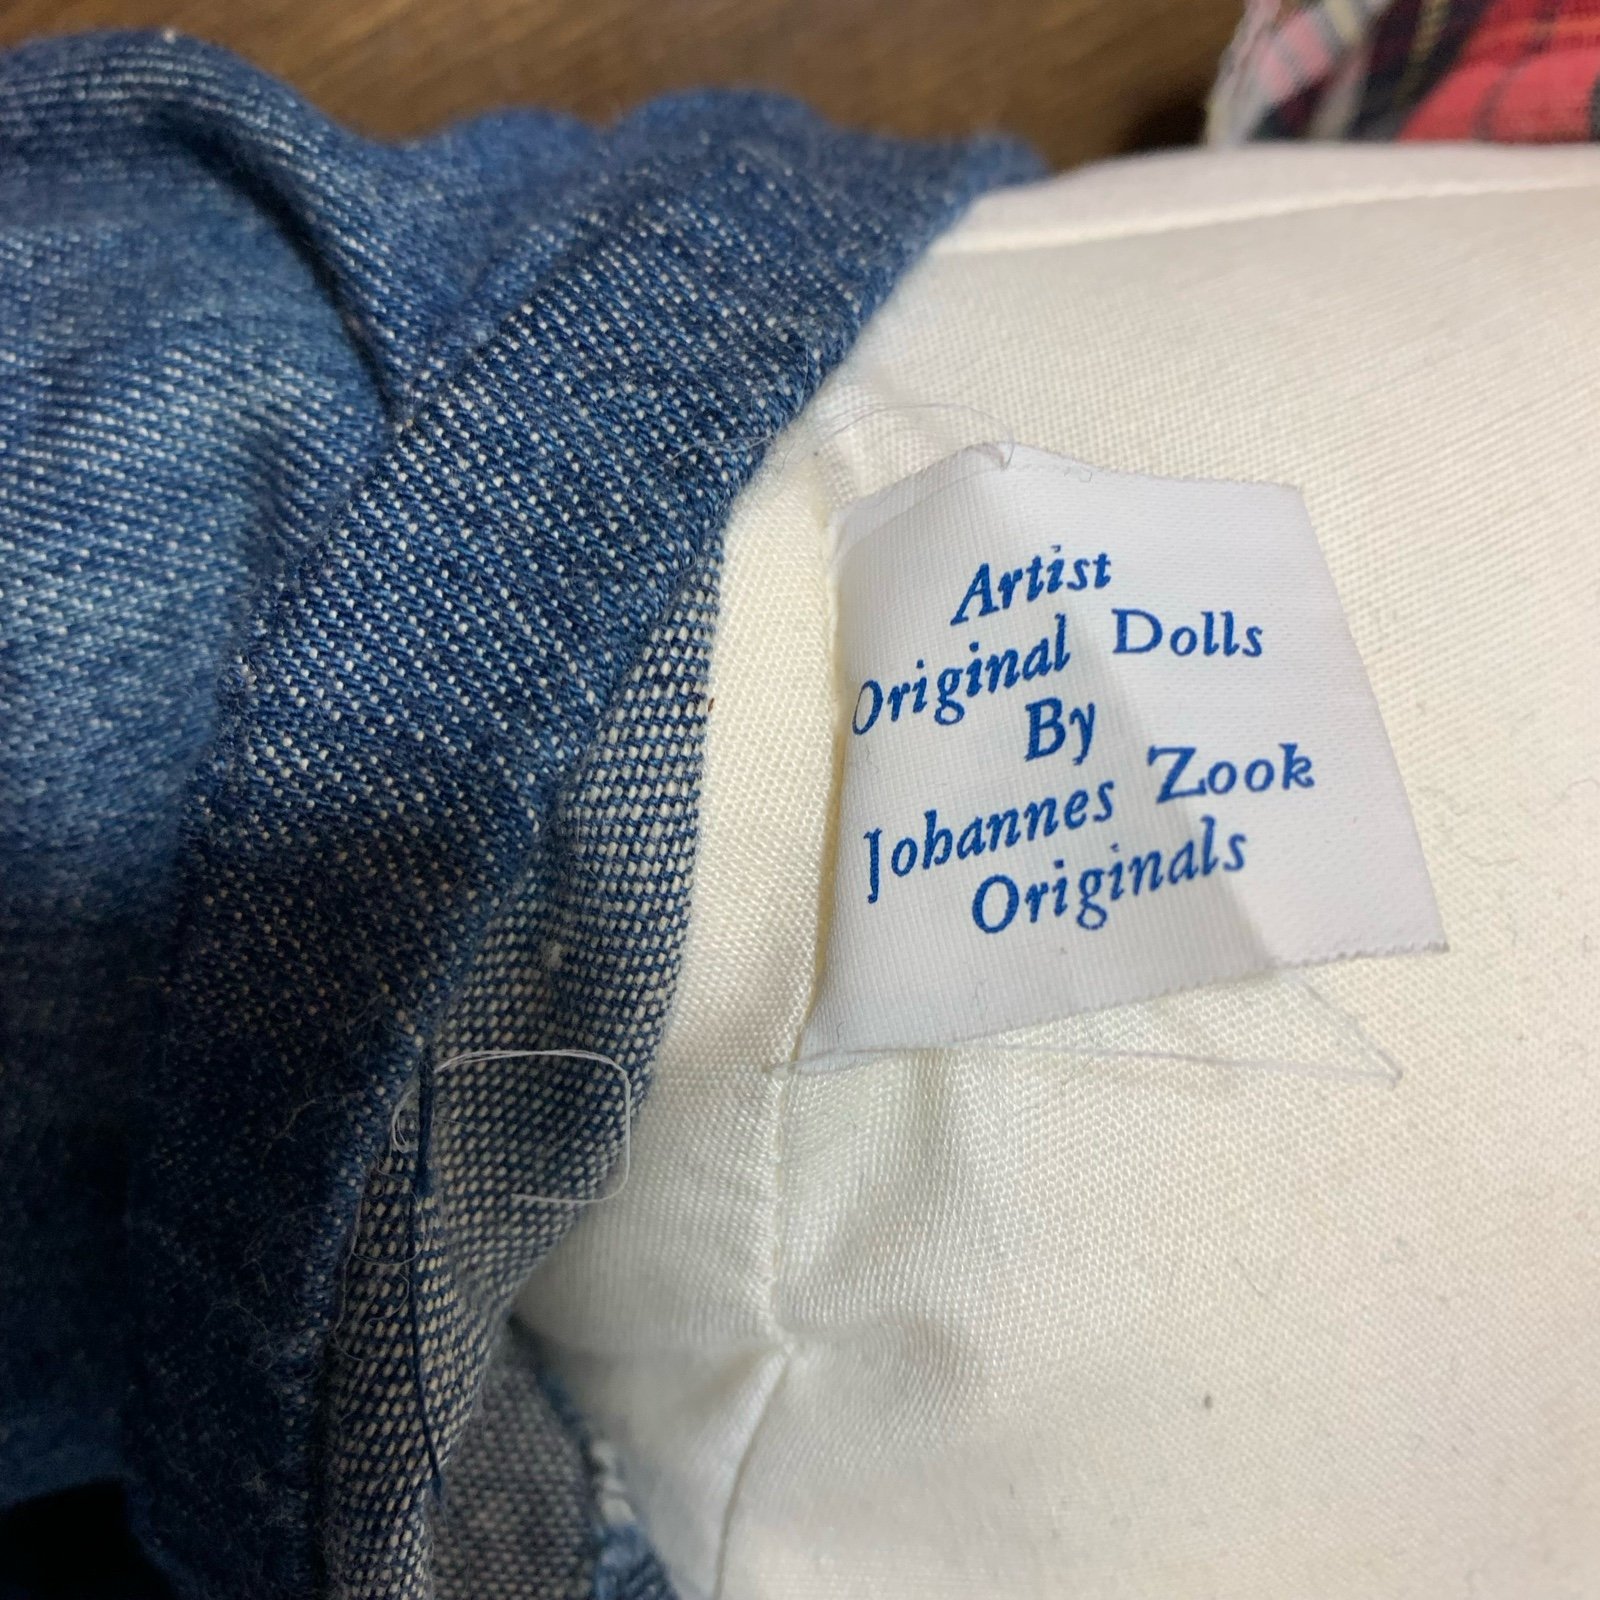 Artist
Original Dolls
By
Johannes Zook
Originals